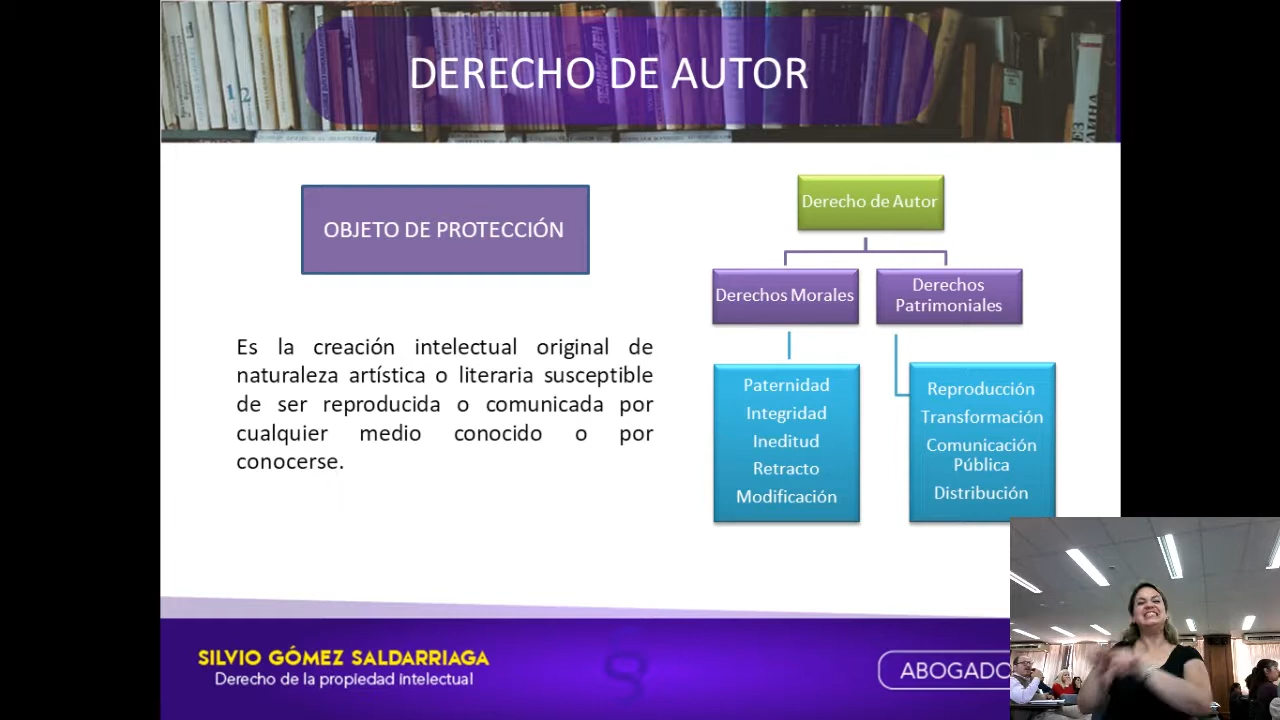 DERECHO DE AUTOR
OBJETO DE PROTECCIÓN
Es la creación intelectual original de
naturaleza artística o literaria susceptible
de ser reproducida o comunicada por
cualquier medio conocido o por
conocerse.
Derecho de Autor
Derechos Morales
Derechos
Patrimoniales
Paternidad
Integridad
Ineditud
Retracto
Modificación
Reproducción
Transformación
Comunicación
Pública
Distribución
SILVIO GÓMEZ SALDARRIAGA
Derecho de la propiedad intelectual
ABOGADO